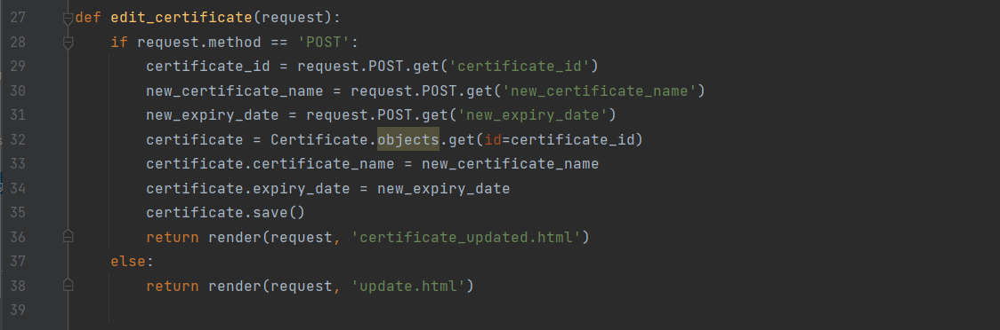 27 def edit_certificate(request):
28 if request.method == 'POST':
29 certificate_id = request.POST.get('certificate_id')
30 new_certificate_name = request.POST.get('new_certificate_name')
31 new_expiry_date = request.POST.get('new_expiry_date')
32 certificate = Certificate.objects.get(id=certificate_id)
33 certificate.certificate_name = new_certificate_name
34 certificate.expiry_date = new_expiry_date
35 certificate.save()
36 return render(request, 'certificate_updated.html')
37 else:
38 return render(request, 'update.html')
39